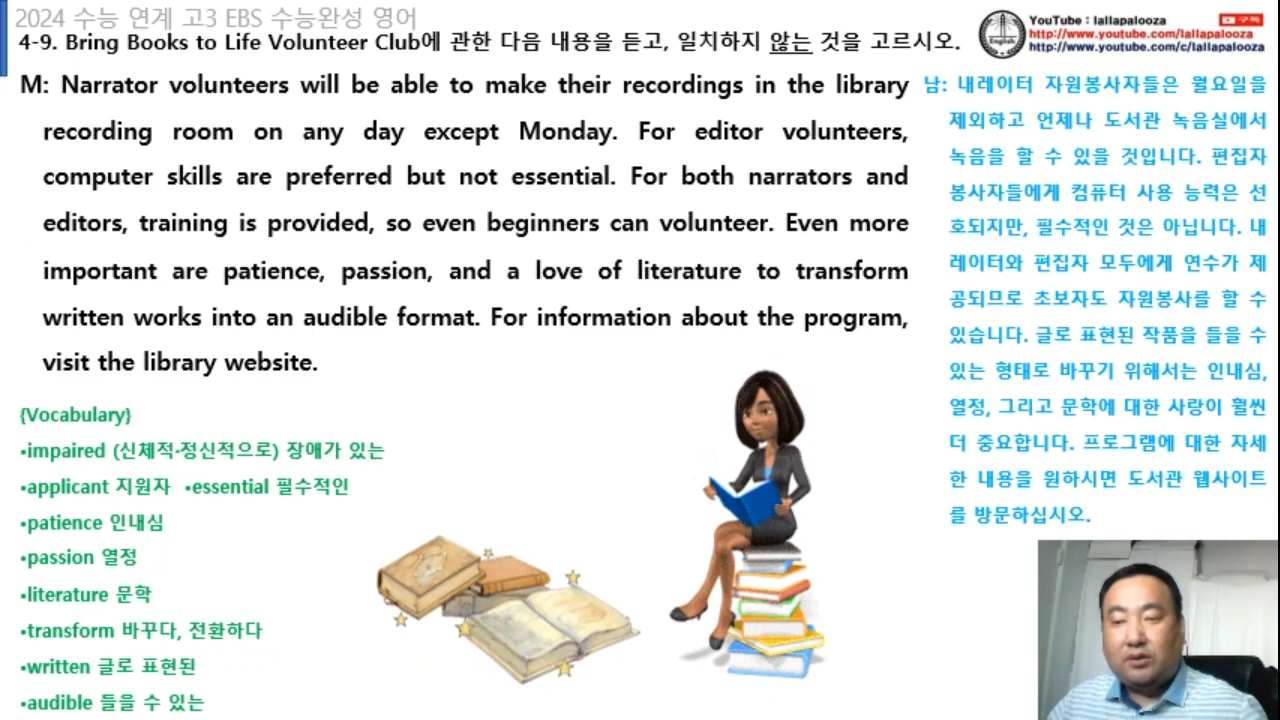 2024 수능 연계 고3 EBS 수능완성 영어
4-9. Bring Books to Life Volunteer Club에 관한 다음 내용을 듣고, 일치하지 않는 것을 고르시오.
YouTube : lallapalooza
구독
http://www.youtube.com/lallapalooza
http://www.youtube.com/c/lallapalooza
English
M: Narrator volunteers will be able to make their recordings in the library
recording room on any day except Monday. For editor volunteers,
computer skills are preferred but not essential. For both narrators and
editors, training is provided, so even beginners can volunteer. Even more
important are patience, passion, and a love of literature to transform
written works into an audible format. For information about the program,
visit the library website.
남: 내레이터 자원봉사자들은 월요일을
제외하고 언제나 도서관 녹음실에서
녹음을 할 수 있을 것입니다. 편집자
봉사자들에게 컴퓨터 사용 능력은 선
호되지만, 필수적인 것은 아닙니다. 내
레이터와 편집자 모두에게 연수가 제
공되므로 초보자도 자원봉사를 할 수
있습니다. 글로 표현된 작품을 들을 수
있는 형태로 바꾸기 위해서는 인내심,
열정, 그리고 문학에 대한 사랑이 훨씬
더 중요합니다. 프로그램에 대한 자세
한 내용을 원하시면 도서관 웹사이트
를 방문하십시오.
{Vocabulary}
•impaired (신체적·정신적으로) 장애가 있는
•applicant 지원자 •essential 필수적인
•patience 인내심
•passion 열정
•literature 문학
•transform 바꾸다, 전환하다
•written 글로 표현된
•audible 들을 수 있는